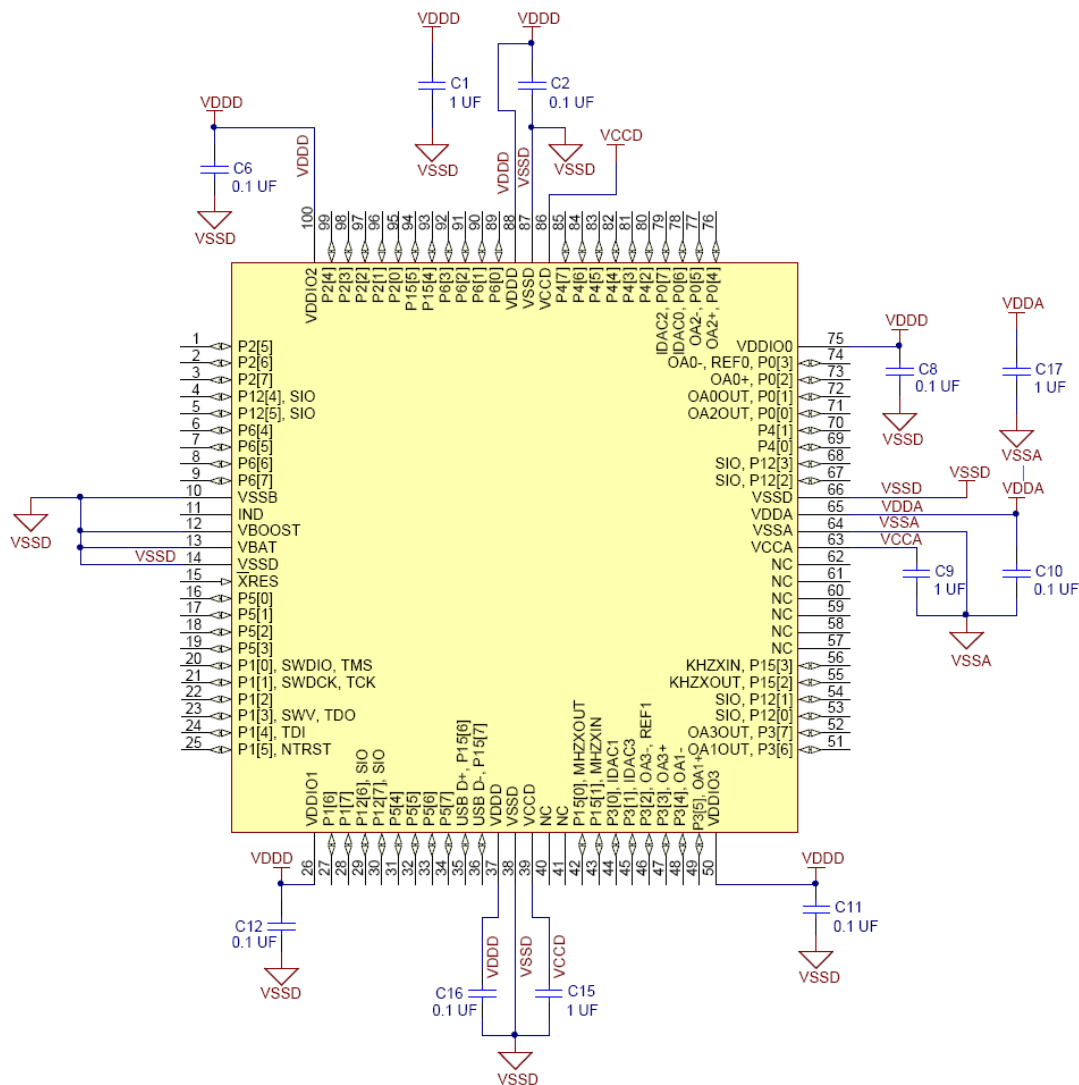 VDDD
VDDD
C1
1 UF
C2
0.1 UF
VDDD
VCCD
C6
0.1 UF
VDDD
VSSD
VDDD
VSSD
VSSD
VSSD
100 99 98 97 96 95 94 93 92 91 90 89 88 87 86 85 84 83 82 81 80 79 78 77 76
VDDIO2
P2[4]
P2[3]
P2[2]
P2[1]
P2[0]
P15[5]
P15[4]
P6[3]
P6[2]
P6[1]
P6[0]
VDDD
VSSD
VCCD
P4[7]
P4[6]
P4[5]
P4[4]
P4[3]
P4[2]
IDAC2, P0[7]
IDAC0, P0[6]
OA2-, P0[5]
OA2+, P0[4]
1 P2[5]
2 P2[6]
3 P2[7]
4 P12[4], SIO
5 P12[5], SIO
6 P6[4]
7 P6[5]
8 P6[6]
9 P6[7]
10 VSSB
11 IND
12 VBOOST
13 VBAT
VSSD 14 VSSD
VSSD
15 XRES
16 P5[0]
17 P5[1]
18 P5[2]
19 P5[3]
20 P1[0], SWDIO, TMS
21 P1[1], SWDCK, TCK
22 P1[2]
23 P1[3], SWV, TDO
24 P1[4], TDI
25 P1[5], NTRST
VDDIO0 75
OA0-, REF0, P0[3] 74
OA0+, P0[2] 73
OA0OUT, P0[1] 72
OA2OUT, P0[0] 71
P4[1] 70
P4[0] 69
SIO, P12[3] 68
SIO, P12[2] 67
VSSD 66 VSSD
VDDA 65 VDDA
VSSA 64 VSSA
VCCA 63 VCCA
NC 62
NC 61
NC 60
NC 59
NC 58
NC 57
KHZXIN, P15[3] 56
KHZXOUT, P15[2] 55
SIO, P12[1] 54
SIO, P12[0] 53
OA3OUT, P3[7] 52
OA1OUT, P3[6] 51
VDDD
C8
0.1 UF
VSSD
VDDA
C17
1 UF
VSSA
VSSD
VDDA
C9
1 UF
C10
0.1 UF
VSSA
VDDIO1
P1[6]
P1[7]
P12[6], SIO
P12[7], SIO
P5[4]
P5[5]
P5[6]
P5[7]
USB D+, P15[6]
USB D-, P15[7]
VDDD
VSSD
VCCD
NC
NC
P15[0], MHZXOUT
P15[1], MHZXIN
P3[0], IDAC1
P3[1], IDAC3
P3[2], OA3-, REF1
P3[3], OA3+
P3[4], OA1-
P3[5], OA1+
VDDIO3
26 27 28 29 30 31 32 33 34 35 36 37 38 39 40 41 42 43 44 45 46 47 48 49 50
VDDD
C12
0.1 UF
VSSD
VDDD
VSSD
VCCD
C16
0.1 UF
C15
1 UF
VSSD
VDDD
C11
0.1 UF
VSSD